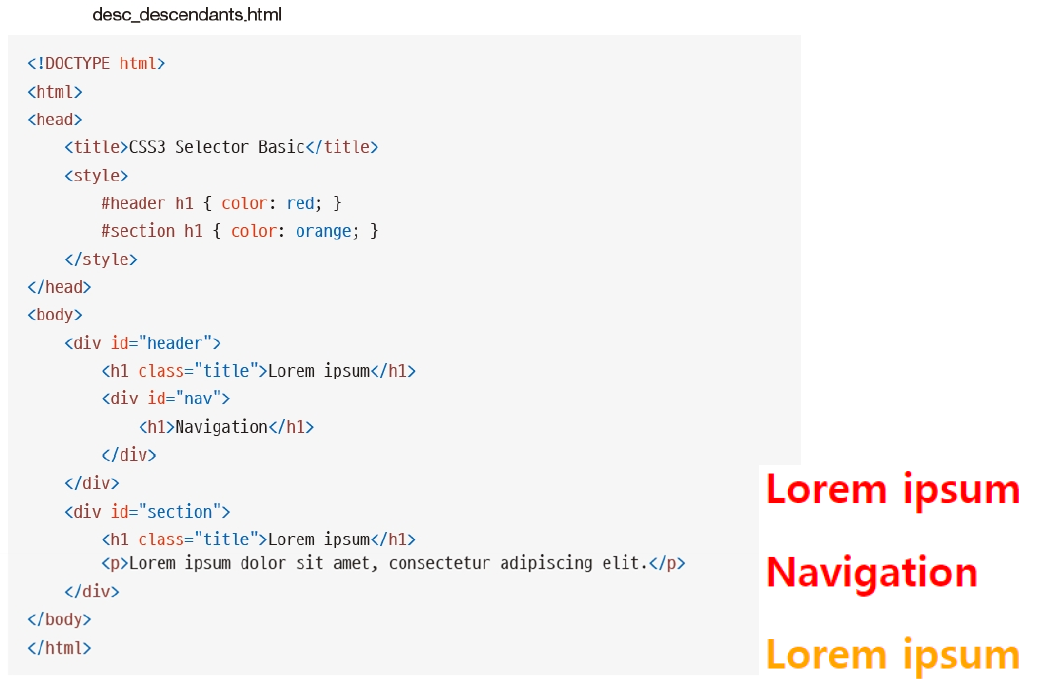 desc_descendants.html
<!DOCTYPE html>
<html>
<head>
    <title>CSS3 Selector Basic</title>
    <style>
        #header h1 { color: red; }
        #section h1 { color: orange; }
    </style>
</head>
<body>
    <div id="header">
        <h1 class="title">Lorem ipsum</h1>
        <div id="nav">
            <h1>Navigation</h1>
        </div>
    </div>
    <div id="section">
        <h1 class="title">Lorem ipsum</h1>
        <p>Lorem ipsum dolor sit amet, consectetur adipiscing elit.</p>
    </div>
</body>
</html>
Lorem ipsum
Navigation
Lorem ipsum